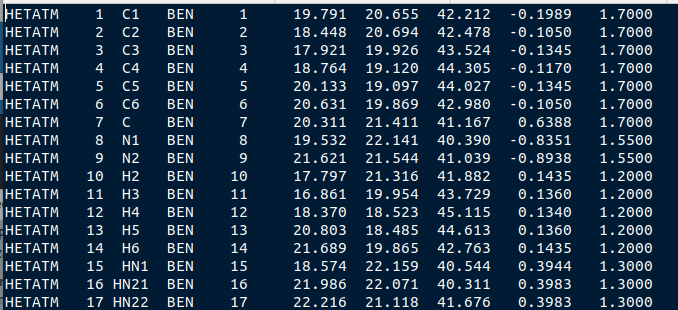 HETATM    1  C1  BEN     1      19.791  20.655  42.212  -0.1989   1.7000
HETATM    2  C2  BEN     2      18.448  20.694  42.478  -0.1050   1.7000
HETATM    3  C3  BEN     3      17.921  19.926  43.524  -0.1345   1.7000
HETATM    4  C4  BEN     4      18.764  19.120  44.305  -0.1170   1.7000
HETATM    5  C5  BEN     5      20.133  19.097  44.027  -0.1345   1.7000
HETATM    6  C6  BEN     6      20.631  19.869  42.980  -0.1050   1.7000
HETATM    7  C   BEN     7      20.311  21.411  41.167   0.6388   1.7000
HETATM    8  N1  BEN     8      19.532  22.141  40.390  -0.8351   1.5500
HETATM    9  N2  BEN     9      21.621  21.544  41.039  -0.8938   1.5500
HETATM   10  H2  BEN    10      17.797  21.316  41.882   0.1435   1.2000
HETATM   11  H3  BEN    11      16.861  19.954  43.729   0.1360   1.2000
HETATM   12  H4  BEN    12      18.370  18.523  45.115   0.1340   1.2000
HETATM   13  H5  BEN    13      20.803  18.485  44.613   0.1360   1.2000
HETATM   14  H6  BEN    14      21.689  19.865  42.763   0.1435   1.2000
HETATM   15  HN1 BEN    15      18.574  22.159  40.544   0.3944   1.3000
HETATM   16 HN21 BEN    16      21.986  22.071  40.311   0.3983   1.3000
HETATM   17 HN22 BEN    17      22.216  21.118  41.676   0.3983   1.3000